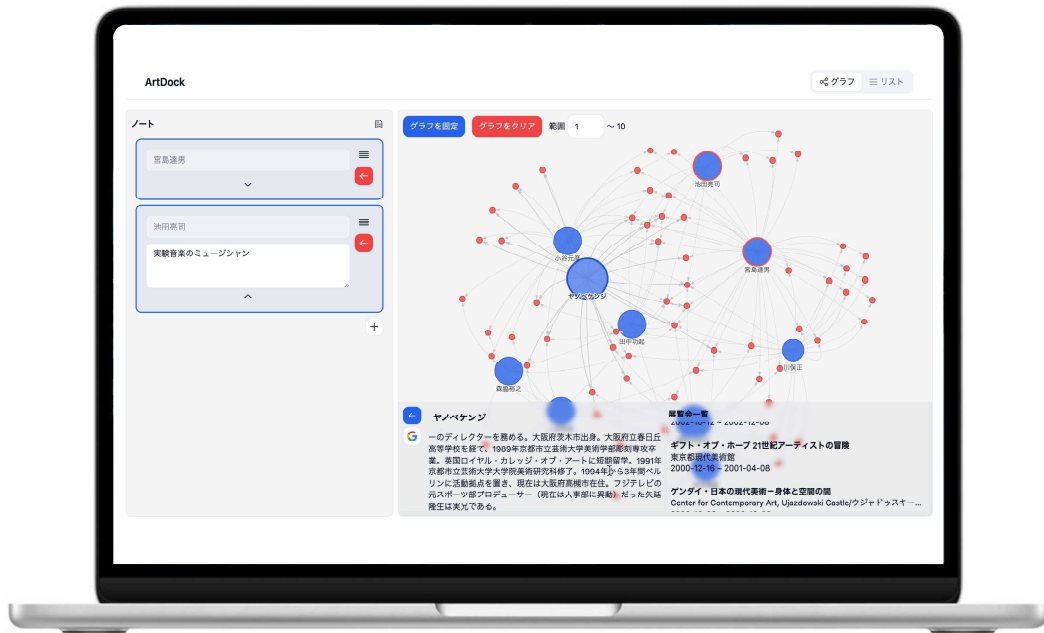 ArtDock
グラフ
リスト
ノート
宮島達男
池田亮司
実験音楽のミュージシャン
+
グラフを固定
グラフをクリア
範囲 1 ～ 10
池田亮司
小谷元彦
宮島達男
ヤノベケンジ
田中功起
川俣正
森脇裕之
ヤノベケンジ
ーのディレクターを務める。大阪府茨木市出身。大阪府立春日丘
高等学校を経て、1989年京都市立芸術大学美術学部彫刻専攻卒
業。英国ロイヤル・カレッジ・オブ・アートに短期留学。1991年
京都市立芸術大学大学院美術研究科修了。1994年から3年間ベル
リンに活動拠点を置き、現在は大阪府高槻市在住。フジテレビの
元スポーツ部プロデューサー（現在は人事部に異動）だった矢延
隆生は実兄である。
展覧会一覧
2002-10-12 ~ 2002-12-08
ギフト・オブ・ホープ 21世紀アーティストの冒険
東京都現代美術館
2000-12-16 ~ 2001-04-08
ゲンダイ・日本の現代美術ー身体と空間の間
Center for Contemporary Art, Ujazdowski Castle/ウジャドゥスキー...